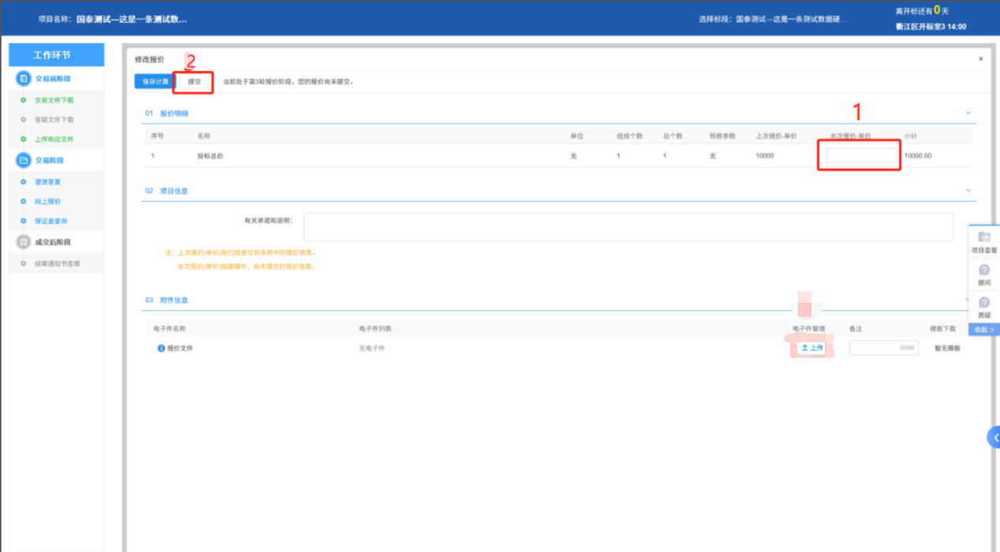 项目名称： 国泰测试—这是一条测试数...
选择标段： 国泰测试—这是一条测试数据磋...
离开标还有0天
衢江区开标室3 14:00
工作环节
交易前阶段
交易文件下载
答疑文件下载
上传响应文件
交易阶段
澄清答复
网上报价
保证金查询
成交后阶段
结果通知书查看
修改报价
×
2
保存计算
提交
当前处于第3轮报价阶段，您的报价尚未提交。
1
01 报价明细
序号 名称 单位 组成个数 总个数 规格参数 上次报价-单价 本次报价-单价 小计
1 投标总价 无 1 1 无 10000 10000.00
02 项目信息
有关承诺和说明：
注：上次报价(单价)指已经提交到系统中的报价信息。
本次报价(单价)指编辑中，尚未提交的报价信息。
03 附件信息
电子件名称 电子件列表 电子件管理 备注 模板下载
报价文件 无电子件 上传 0/500 暂无模板
项目查看
提问
质疑
收起 »